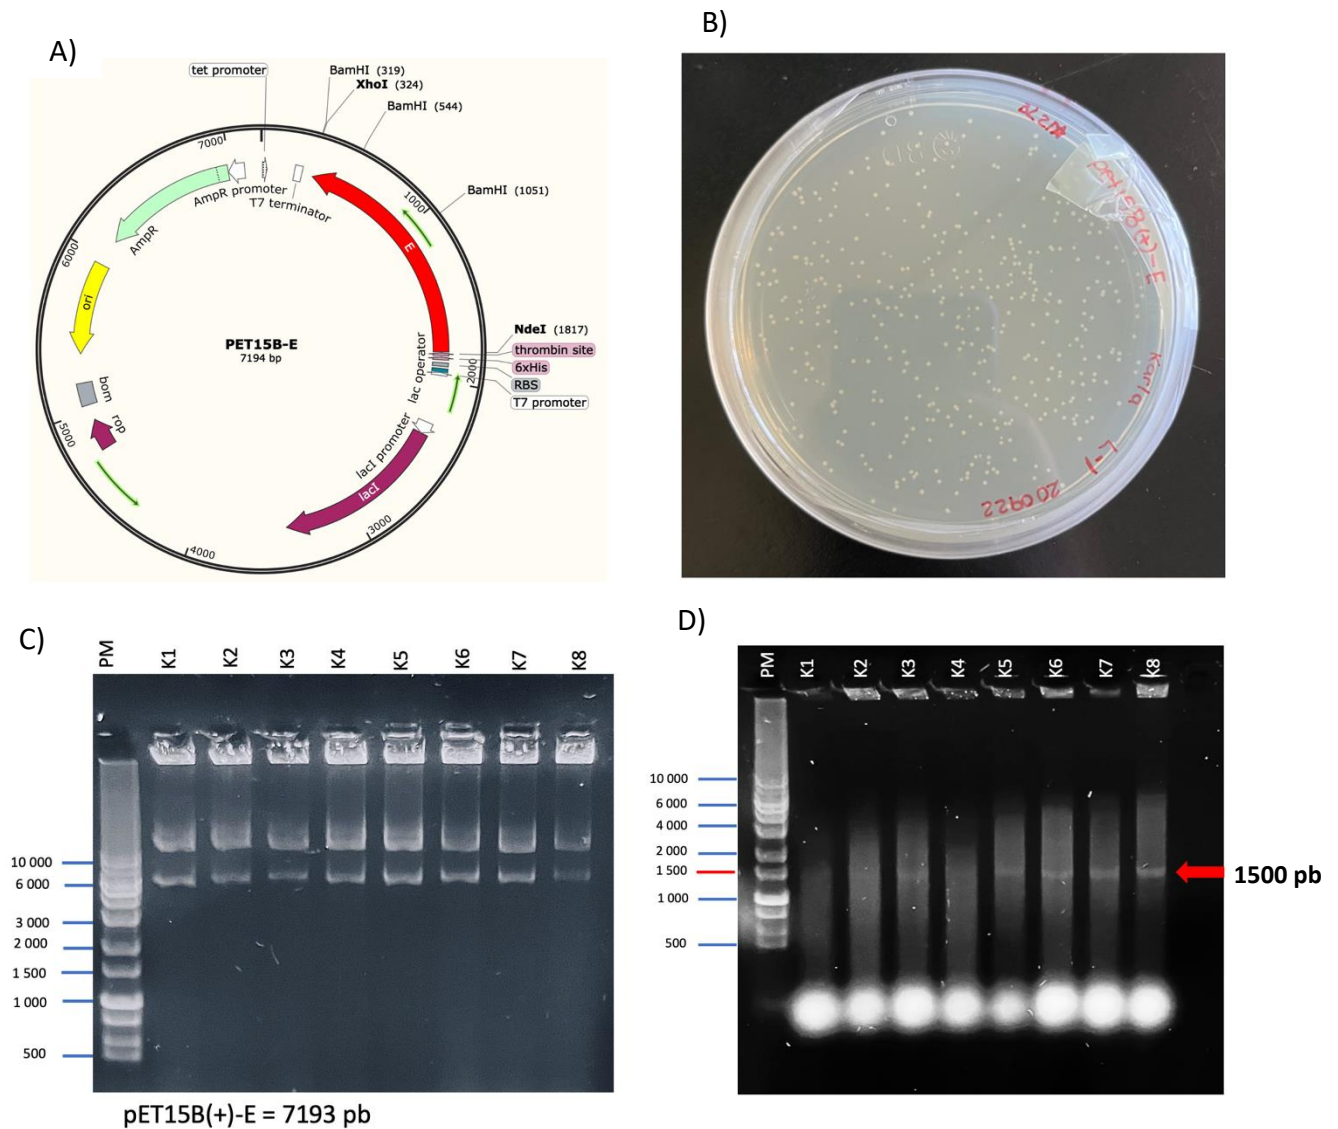 A)
tet promoter
BamHI (319)
XhoI (324)
BamHI (544)
BamHI (1051)
7000
1000
AmpR promoter
T7 terminator
AmpR
E
6000
ori
PET15B-E
7194 bp
NdeI (1817)
thrombin site
6xHis
RBS
T7 promoter
lac operator
2000
bom
rop
5000
lacI promoter
lacI
3000
4000
B)
pet15B(+)-E
Karla
L-1
200922
C)
PM K1 K2 K3 K4 K5 K6 K7 K8
10 000
6 000
3 000
2 000
1 500
1 000
500
pET15B(+)-E = 7193 pb
D)
PM K1 K2 K3 K4 K5 K6 K7 K8
10 000
6 000
4 000
2 000
1 500
1 000
500
1500 pb